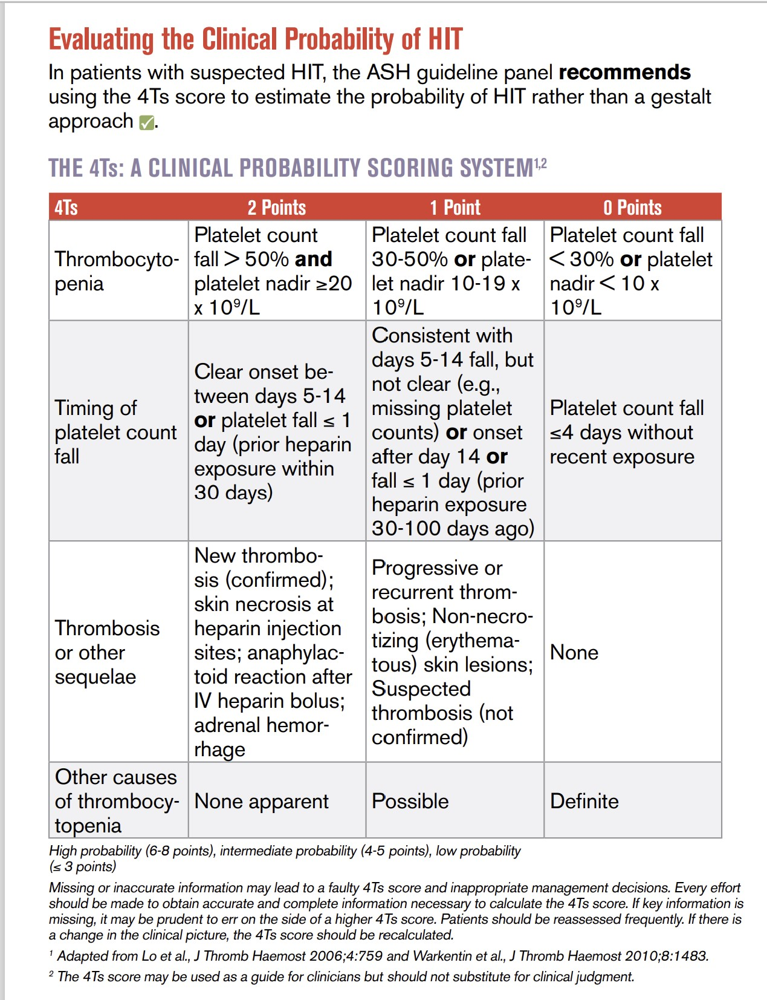 Evaluating the Clinical Probability of HIT
In patients with suspected HIT, the ASH guideline panel recommends
using the 4Ts score to estimate the probability of HIT rather than a gestalt
approach ✓.
THE 4Ts: A CLINICAL PROBABILITY SCORING SYSTEM1,2
4Ts
2 Points
1 Point
0 Points
Thrombocyto-
penia
Platelet count
fall > 50% and
platelet nadir ≥20
x 10⁹/L
Platelet count fall
30-50% or plate-
let nadir 10-19 x
10⁹/L
Platelet count fall
< 30% or platelet
nadir < 10 x
10⁹/L
Timing of
platelet count
fall
Clear onset be-
tween days 5-14
or platelet fall ≤ 1
day (prior heparin
exposure within
30 days)
Consistent with
days 5-14 fall, but
not clear (e.g.,
missing platelet
counts) or onset
after day 14 or
fall ≤ 1 day (prior
heparin exposure
30-100 days ago)
Platelet count fall
≤4 days without
recent exposure
Thrombosis
or other
sequelae
New thrombo-
sis (confirmed);
skin necrosis at
heparin injection
sites; anaphylac-
toid reaction after
IV heparin bolus;
adrenal hemor-
rhage
Progressive or
recurrent throm-
bosis; Non-necro-
tizing (erythema-
tous) skin lesions;
Suspected
thrombosis (not
confirmed)
None
Other causes
of thrombocy-
topenia
None apparent
Possible
Definite
High probability (6-8 points), intermediate probability (4-5 points), low probability
(≤ 3 points)
Missing or inaccurate information may lead to a faulty 4Ts score and inappropriate management decisions. Every effort
should be made to obtain accurate and complete information necessary to calculate the 4Ts score. If key information is
missing, it may be prudent to err on the side of a higher 4Ts score. Patients should be reassessed frequently. If there is
a change in the clinical picture, the 4Ts score should be recalculated.
¹ Adapted from Lo et al., J Thromb Haemost 2006;4:759 and Warkentin et al., J Thromb Haemost 2010;8:1483.
² The 4Ts score may be used as a guide for clinicians but should not substitute for clinical judgment.